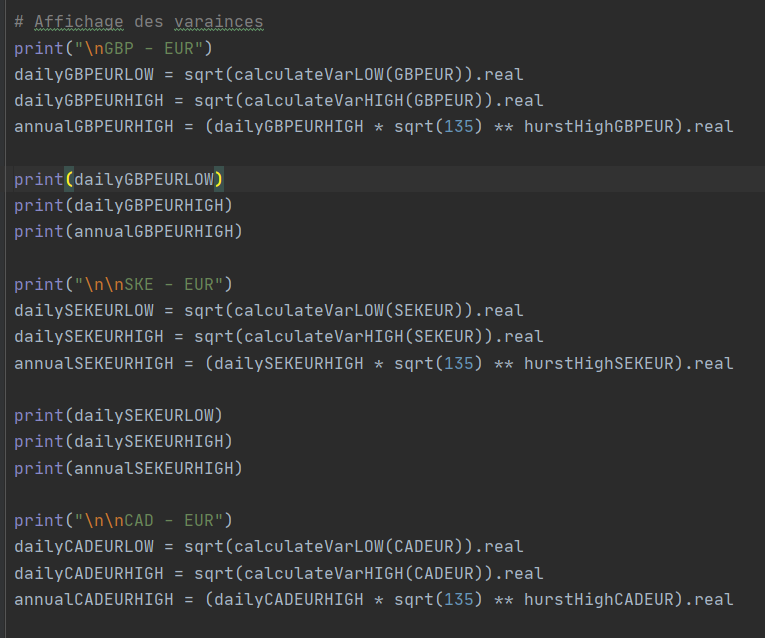 # Affichage des varainces
print("\nGBP - EUR")
dailyGBPEURLOW = sqrt(calculateVarLOW(GBPEUR)).real
dailyGBPEURHIGH = sqrt(calculateVarHIGH(GBPEUR)).real
annualGBPEURHIGH = (dailyGBPEURHIGH * sqrt(135) ** hurstHighGBPEUR).real
print(dailyGBPEURLOW)
print(dailyGBPEURHIGH)
print(annualGBPEURHIGH)
print("\n\nSKE - EUR")
dailySEKEURLOW = sqrt(calculateVarLOW(SEKEUR)).real
dailySEKEURHIGH = sqrt(calculateVarHIGH(SEKEUR)).real
annualSEKEURHIGH = (dailySEKEURHIGH * sqrt(135) ** hurstHighSEKEUR).real
print(dailySEKEURLOW)
print(dailySEKEURHIGH)
print(annualSEKEURHIGH)
print("\n\nCAD - EUR")
dailyCADEURLOW = sqrt(calculateVarLOW(CADEUR)).real
dailyCADEURHIGH = sqrt(calculateVarHIGH(CADEUR)).real
annualCADEURHIGH = (dailyCADEURHIGH * sqrt(135) ** hurstHighCADEUR).real